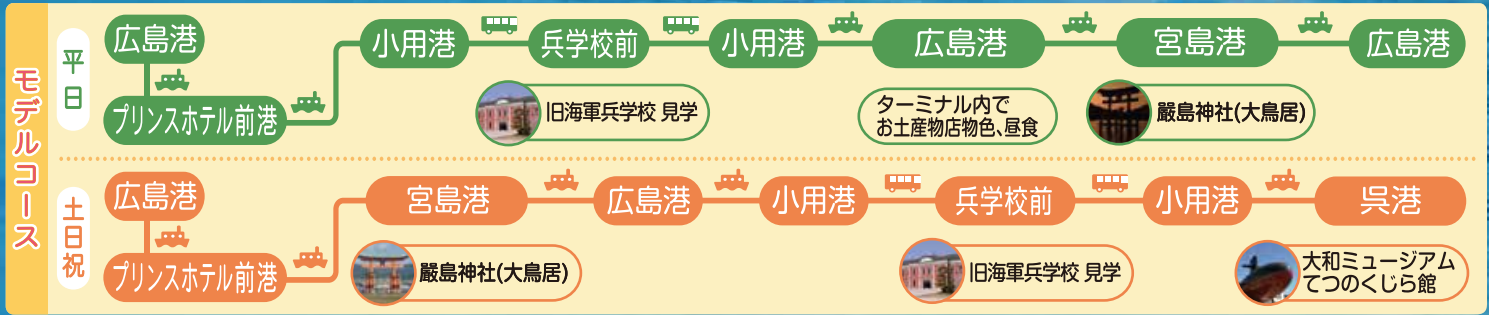 モデルコース
平日
広島港
プリンスホテル前港
小用港
兵学校前
小用港
広島港
宮島港
広島港
旧海軍兵学校 見学
ターミナル内で
お土産物店物色、昼食
嚴島神社(大鳥居)
土日祝
広島港
プリンスホテル前港
宮島港
広島港
小用港
兵学校前
小用港
呉港
嚴島神社(大鳥居)
旧海軍兵学校 見学
大和ミュージアム
てつのくじら館